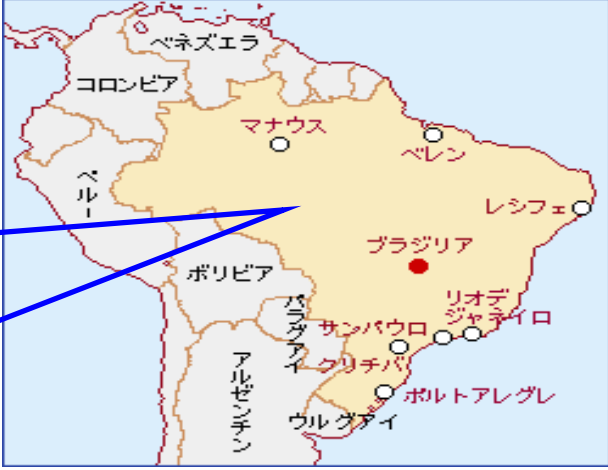 ベネズエラ
コロンビア
マナウス
ベレン
ペルー
レシフェ
ブラジリア
ボリビア
リオデ
ジャネイロ
パラグアイ
サンパウロ
クリチバ
アルゼンチン
ポルトアレグレ
ウルグアイ